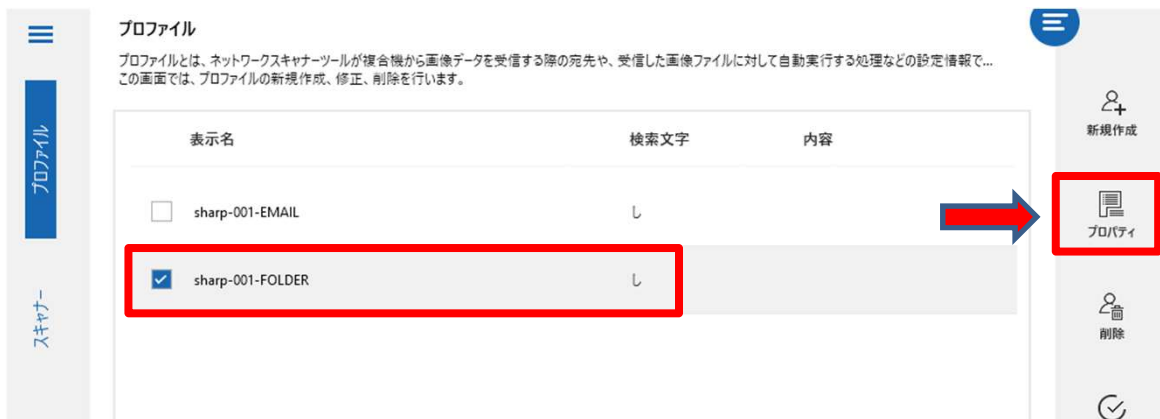 プロファイル
プロファイルとは、ネットワークスキャナーツールが複合機から画像データを受信する際の宛先や、受信した画像ファイルに対して自動実行する処理などの設定情報で...
この画面では、プロファイルの新規作成、修正、削除を行います。
プロファイル
スキャナー
表示名 検索文字 内容
sharp-001-EMAIL し
sharp-001-FOLDER し
新規作成
プロパティ
削除